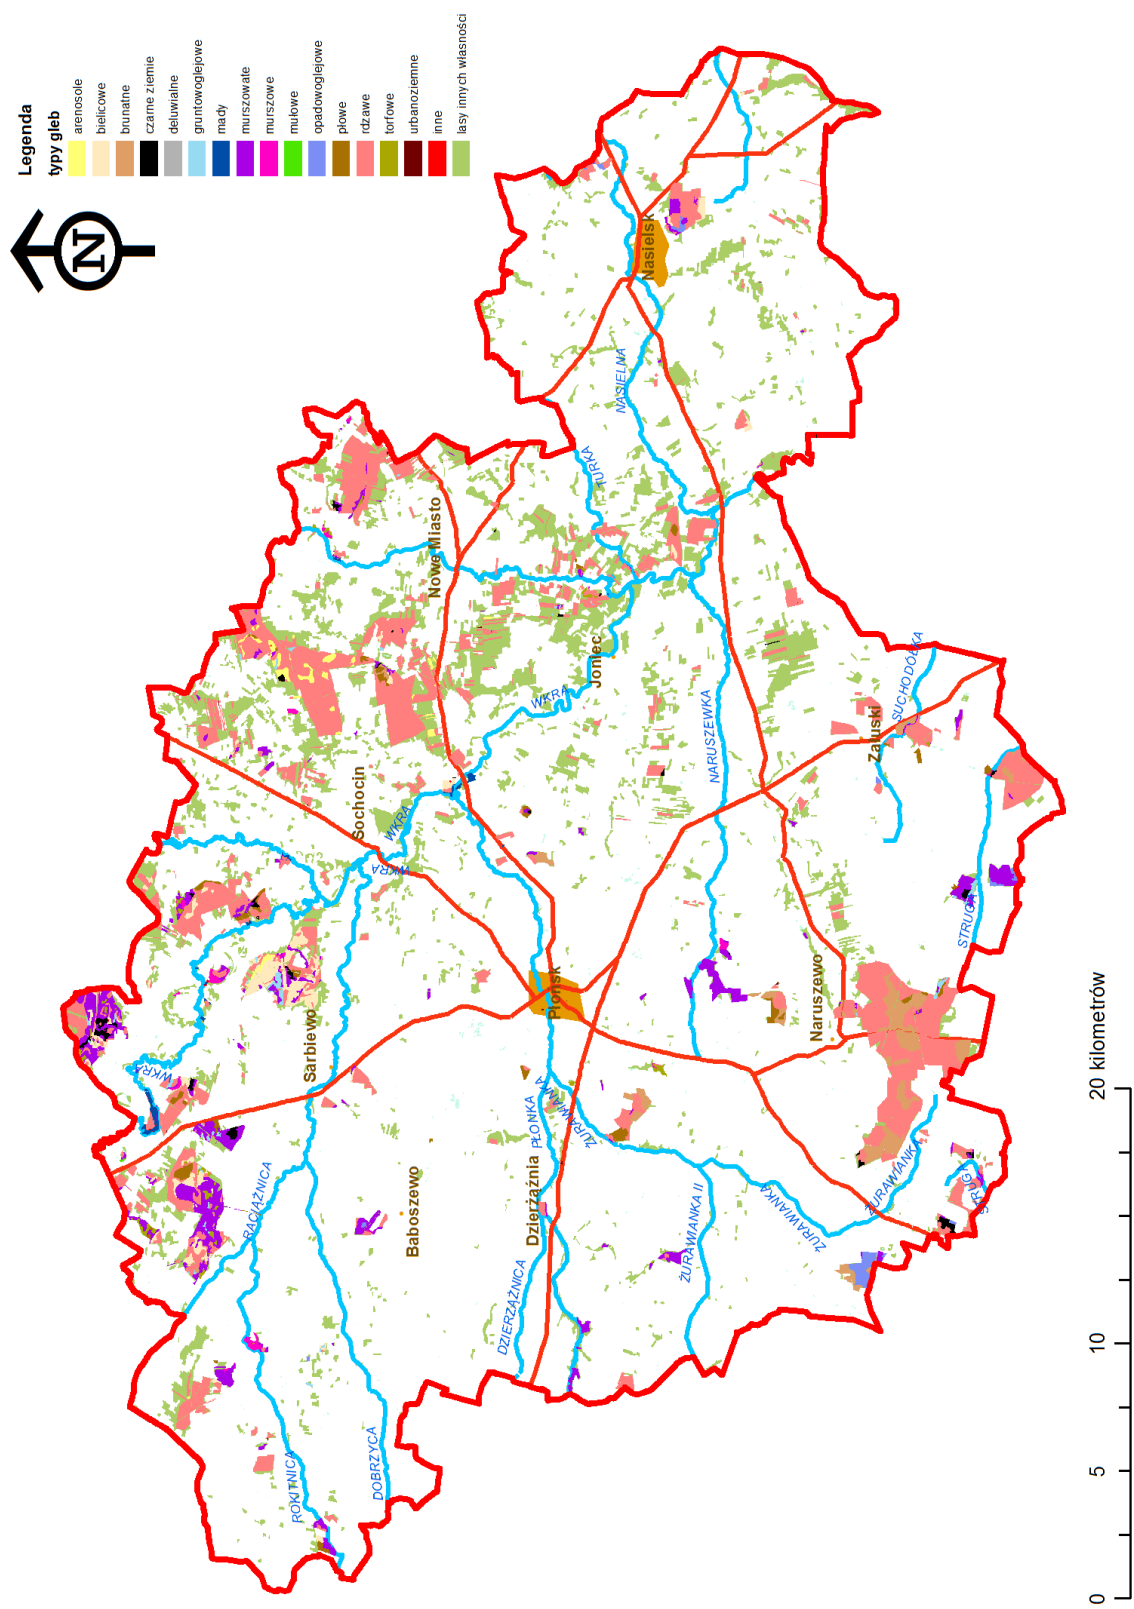 Legenda
typy gleb
arenosole
bielicowe
brunatne
czarne ziemie
deluwialne
gruntowoglejowe
mady
murszowate
murszowe
mułowe
opadowoglejowe
płowe
rdzawe
torfowe
urbanoziemne
inne
lasy innych własności
N
ROKITNICA
DOBRZYCA
RACIĄŻNICA
WKRA
Sarbiewo
WKRA
Sochocin
WKRA
Baboszewo
Nowe Miasto
WKRA
Joniec
TURKA
NASIELNA
Nasielsk
DZIERZĄŻNICA
Dzierzążnia
PŁONKA
ŻURAWIANKA
Płońsk
NARUSZEWKA
ŻURAWIANKA II
ŻURAWIANKA
ŻURAWIANKA
Naruszewo
Załuski
SUCHODÓŁKA
STRUGA
STRUGA
0
5
10
20 kilometrów